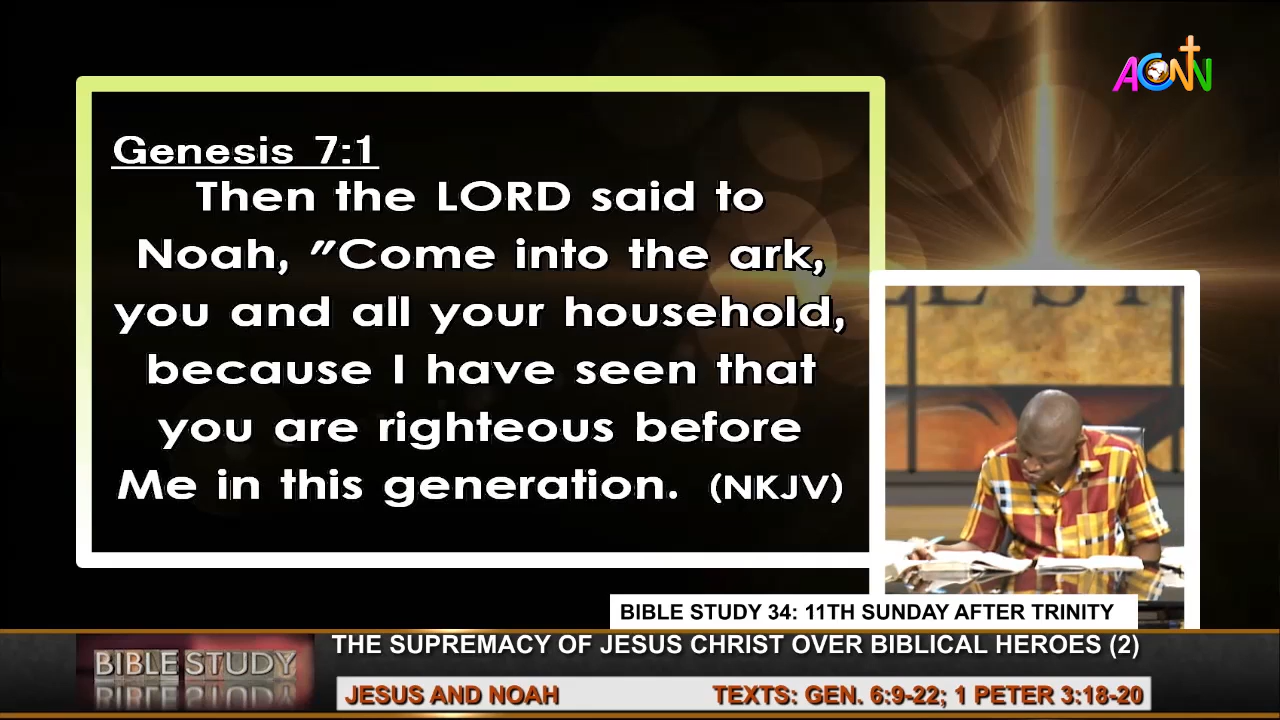 ACNN
Genesis 7:1
Then the LORD said to
Noah, "Come into the ark,
you and all your household,
because I have seen that
you are righteous before
Me in this generation. (NKJV)
BIBLE STUDY 34: 11TH SUNDAY AFTER TRINITY
THE SUPREMACY OF JESUS CHRIST OVER BIBLICAL HEROES (2)
BIBLE STUDY
JESUS AND NOAH TEXTS: GEN. 6:9-22; 1 PETER 3:18-20